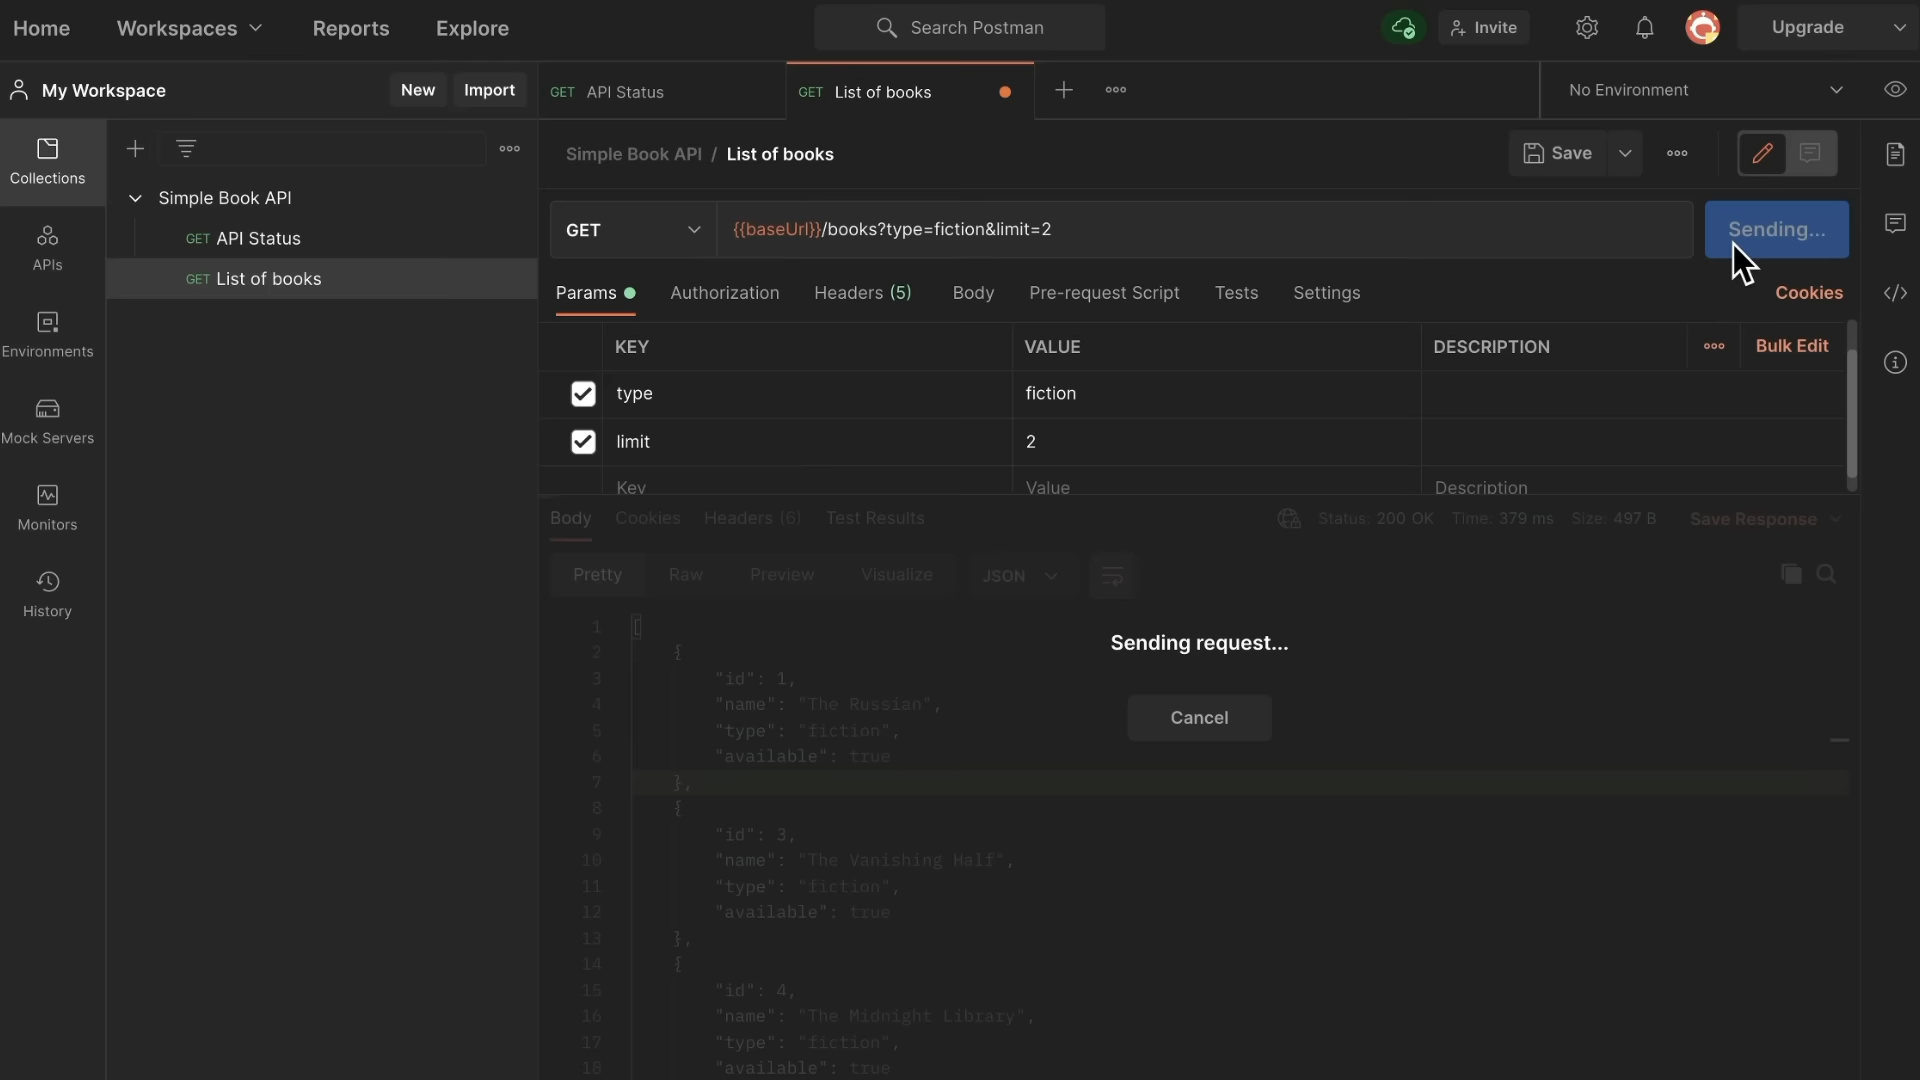 Home Workspaces Reports Explore Search Postman Invite Upgrade
My Workspace New Import GET API Status GET List of books No Environment
Collections
APIs
Environments
Mock Servers
Monitors
History
Simple Book API
GET API Status
GET List of books
Simple Book API / List of books Save
GET {{baseUrl}}/books?type=fiction&limit=2 Sending...
Params Authorization Headers (5) Body Pre-request Script Tests Settings Cookies
KEY VALUE DESCRIPTION Bulk Edit
type fiction
limit 2
Key Value Description
Body Cookies Headers (6) Test Results Status: 200 OK Time: 379 ms Size: 497 B Save Response
Pretty Raw Preview Visualize JSON
Sending request...
Cancel
1 [
2 {
3 "id": 1,
4 "name": "The Russian",
5 "type": "fiction",
6 "available": true
7 },
8 {
9 "id": 3,
10 "name": "The Vanishing Half",
11 "type": "fiction",
12 "available": true
13 },
14 {
15 "id": 4,
16 "name": "The Midnight Library",
17 "type": "fiction",
18 "available": true